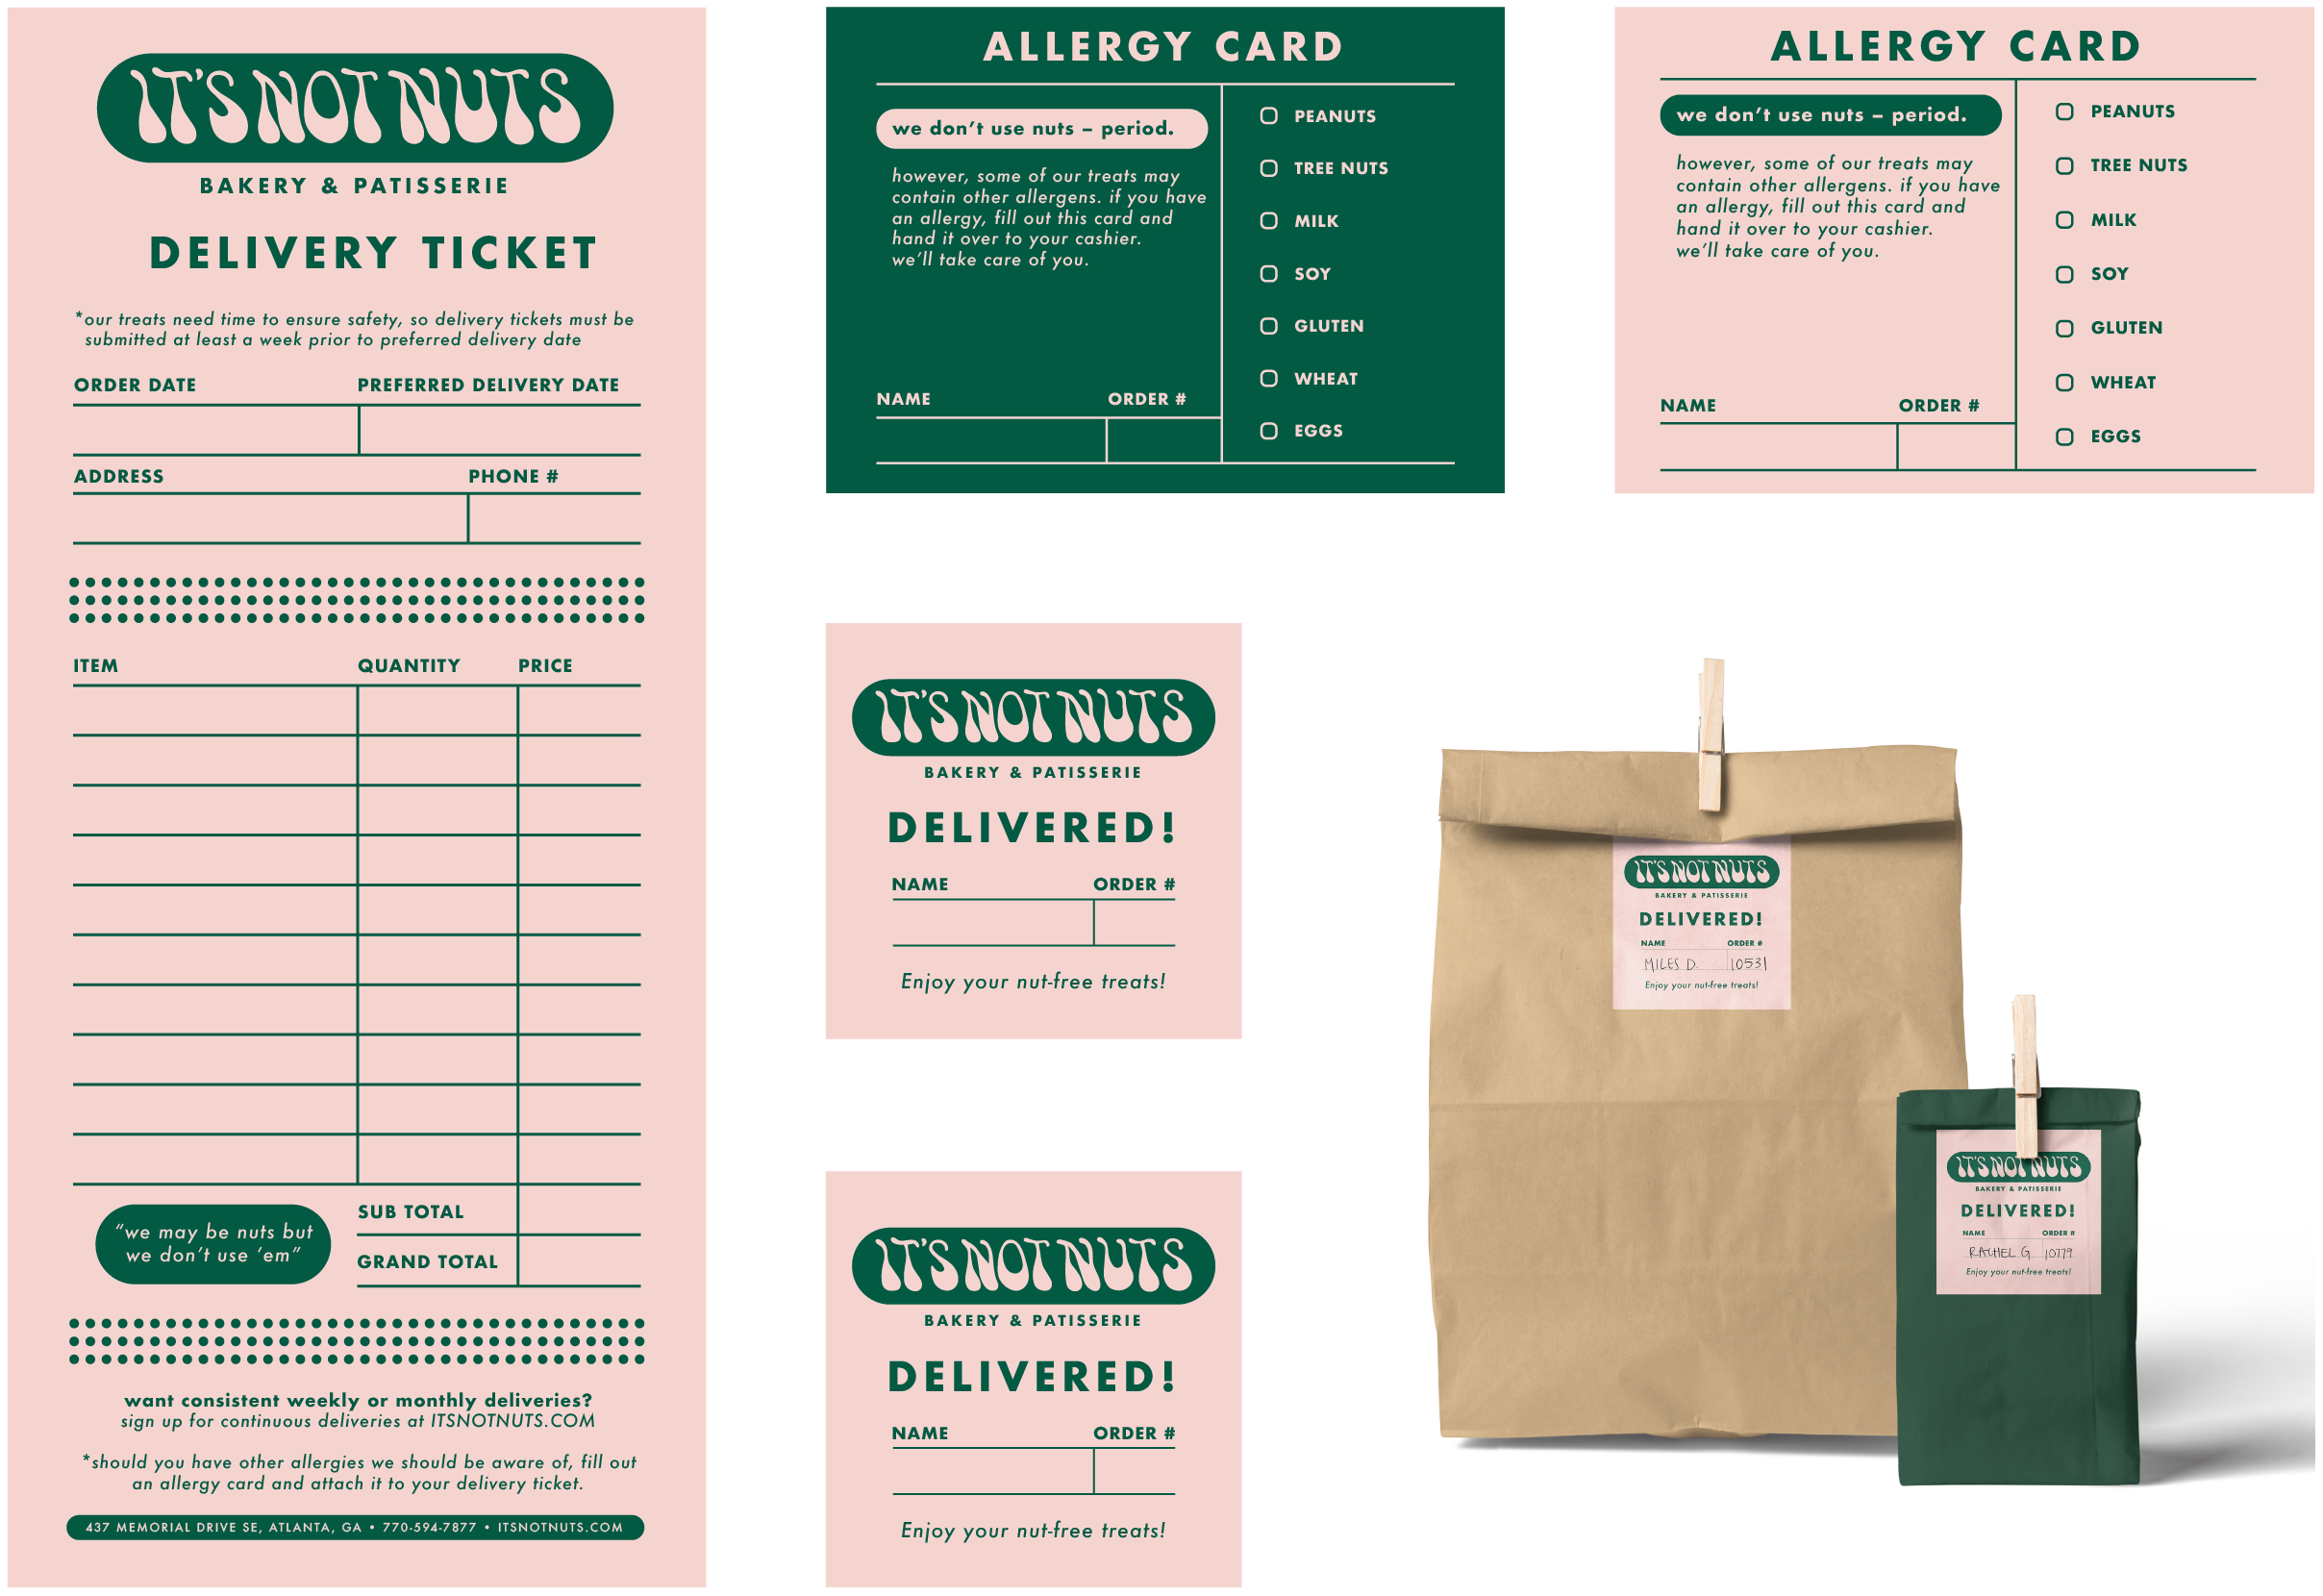 IT'S NOT NUTS
BAKERY & PATISSERIE
DELIVERY TICKET
*our treats need time to ensure safety, so delivery tickets must be
submitted at least a week prior to preferred delivery date
ORDER DATE PREFERRED DELIVERY DATE
ADDRESS PHONE #
ITEM QUANTITY PRICE
SUB TOTAL
GRAND TOTAL
“we may be nuts but
we don’t use ‘em”
want consistent weekly or monthly deliveries?
sign up for continuous deliveries at ITSNOTNUTS.COM
*should you have other allergies we should be aware of, fill out
an allergy card and attach it to your delivery ticket.
437 MEMORIAL DRIVE SE, ATLANTA, GA • 770-594-7877 • ITSNOTNUTS.COM
ALLERGY CARD
we don’t use nuts – period.
however, some of our treats may
contain other allergens. if you have
an allergy, fill out this card and
hand it over to your cashier.
we’ll take care of you.
NAME ORDER #
PEANUTS
TREE NUTS
MILK
SOY
GLUTEN
WHEAT
EGGS
ALLERGY CARD
we don’t use nuts – period.
however, some of our treats may
contain other allergens. if you have
an allergy, fill out this card and
hand it over to your cashier.
we’ll take care of you.
NAME ORDER #
PEANUTS
TREE NUTS
MILK
SOY
GLUTEN
WHEAT
EGGS
IT'S NOT NUTS
BAKERY & PATISSERIE
DELIVERED!
NAME ORDER #
Enjoy your nut-free treats!
IT'S NOT NUTS
BAKERY & PATISSERIE
DELIVERED!
NAME ORDER #
Enjoy your nut-free treats!
IT'S NOT NUTS
BAKERY & PATISSERIE
DELIVERED!
NAME ORDER #
MILES D. 10531
Enjoy your nut-free treats!
IT'S NOT NUTS
BAKERY & PATISSERIE
DELIVERED!
NAME ORDER #
RACHEL G 10779
Enjoy your nut-free treats!